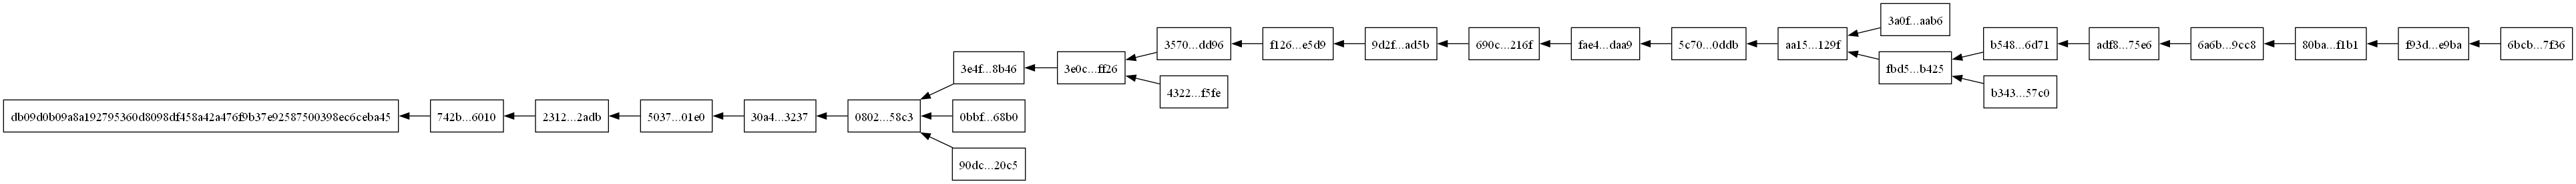 3a0f...aab6
3570...dd96
f126...e5d9
9d2f...ad5b
690c...216f
fae4...daa9
5c70...0ddb
aa15...129f
b548...6d71
adf8...75e6
6a6b...9cc8
80ba...f1b1
f93d...e9ba
6bcb...7f36
3e4f...8b46
3e0c...ff26
fbd5...b425
4322...f5fe
b343...57c0
db09d0b09a8a192795360d8098df458a42a476f9b37e92587500398ec6ceba45
742b...6010
2312...2adb
5037...01e0
30a4...3237
0802...58c3
0bbf...68b0
90dc...20c5